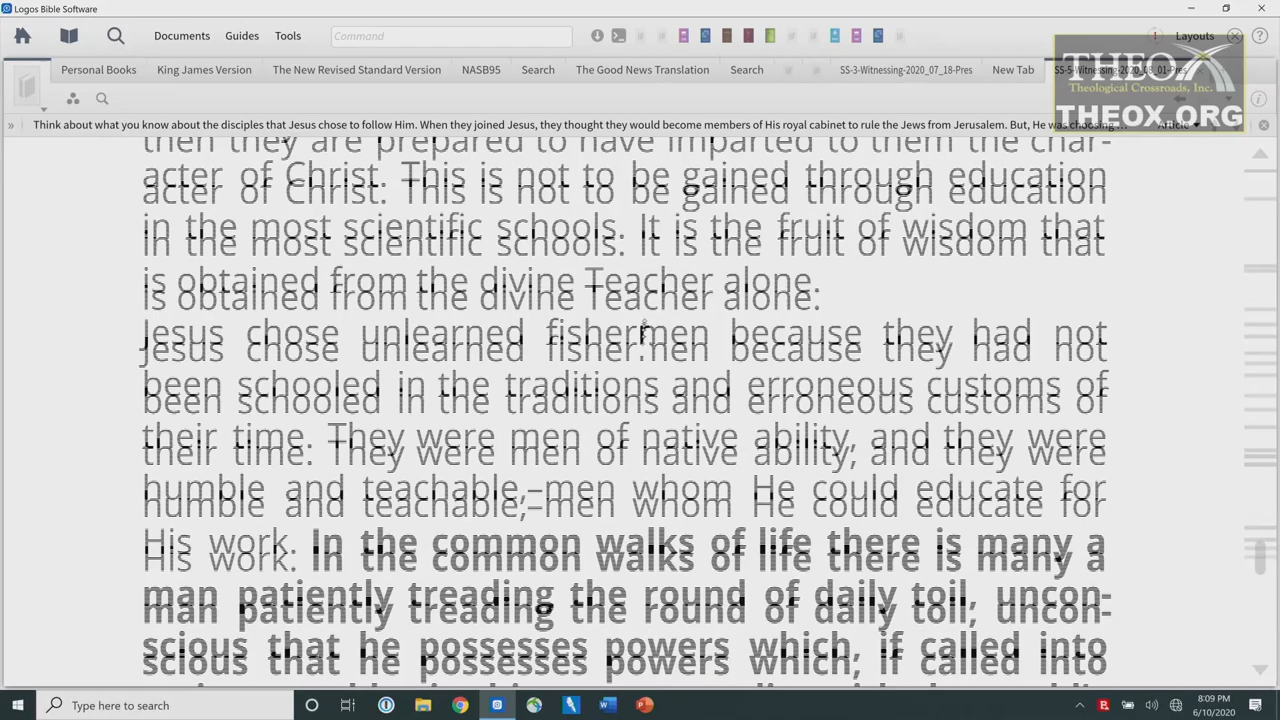 Logos Bible Software
Documents Guides Tools Command Layouts
Personal Books King James Version The New Revised Standard NASB95 Search The Good News Translation Search SS-3-Witnessing-2020_07_18-Pres New Tab SS-5-Witnessing-2020_08_01-Pres
THEOX
Theological Crossroads, Inc.
THEOX.ORG
Think about what you know about the disciples that Jesus chose to follow Him. When they joined Jesus, they thought they would become members of His royal cabinet to rule the Jews from Jerusalem. But, He was choosing ... Article
then they are prepared to have imparted to them the char-
acter of Christ. This is not to be gained through education
in the most scientific schools. It is the fruit of wisdom that
is obtained from the divine Teacher alone.
Jesus chose unlearned fishermen because they had not
been schooled in the traditions and erroneous customs of
their time. They were men of native ability, and they were
humble and teachable,–men whom He could educate for
His work. In the common walks of life there is many a
man patiently treading the round of daily toil, uncon-
scious that he possesses powers which, if called into
Type here to search
8:09 PM
6/10/2020